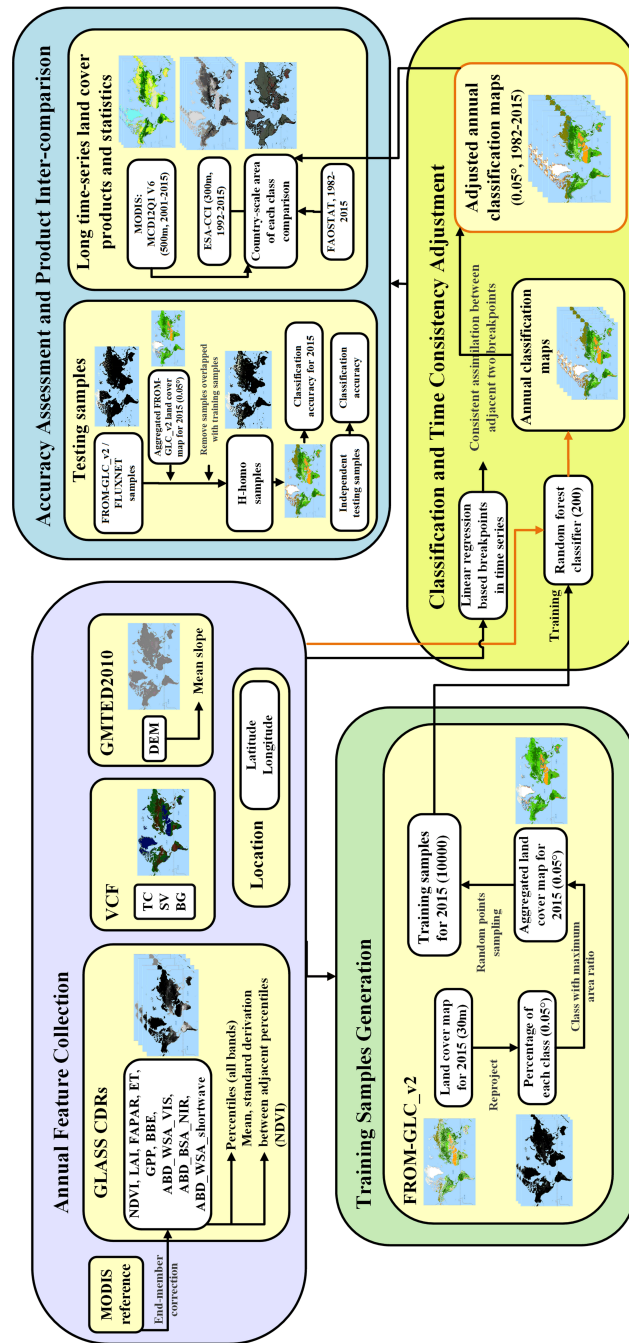 Annual Feature Collection
MODIS
reference
End-member
correction
GLASS CDRs
NDVI, LAI, FAPAR, ET,
GPP, BBE,
ABD_WSA_VIS,
ABD_BSA_NIR,
ABD_WSA_shortwave
Percentiles (all bands)
Mean, standard derivation
between adjacent percentiles
(NDVI)
VCF
TC
SV
BG
GMTED2010
DEM
Mean slope
Location
Latitude
Longitude
Training Samples Generation
FROM-GLC_v2
Land cover map
for 2015 (30m)
Reproject
Percentage of
each class (0.05°)
Class with maximum
area ratio
Aggregated land
cover map for
2015 (0.05°)
Random points
sampling
Training samples
for 2015 (10000)
Accuracy Assessment and Product Inter-comparison
Testing samples
FROM-GLC_v2 /
FLUXNET
samples
Aggregated FROM-
GLC_v2 land cover
map for 2015 (0.05°)
Remove samples overlapped
with training samples
H-homo
samples
Classification
accuracy for 2015
Independent
testing samples
Classification
accuracy
Long time-series land cover
products and statistics
MODIS:
MCD12Q1 V6
(500m, 2001-2015)
ESA-CCI (300m,
1992-2015)
Country-scale area
of each class
comparison
FAOSTAT, 1982-
2015
Classification and Time Consistency Adjustment
Linear regression
based breakpoints
in time series
Consistent assimilation between
adjacent two breakpoints
Training
Random forest
classifier (200)
Annual classification
maps
Adjusted annual
classification maps
(0.05°, 1982-2015)